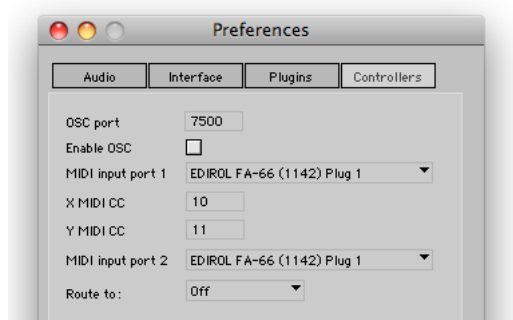 Preferences
Audio Interface Plugins Controllers
OSC port 7500
Enable OSC
MIDI input port 1 EDIROL FA-66 (1142) Plug 1
X MIDI CC 10
Y MIDI CC 11
MIDI input port 2 EDIROL FA-66 (1142) Plug 1
Route to: Off